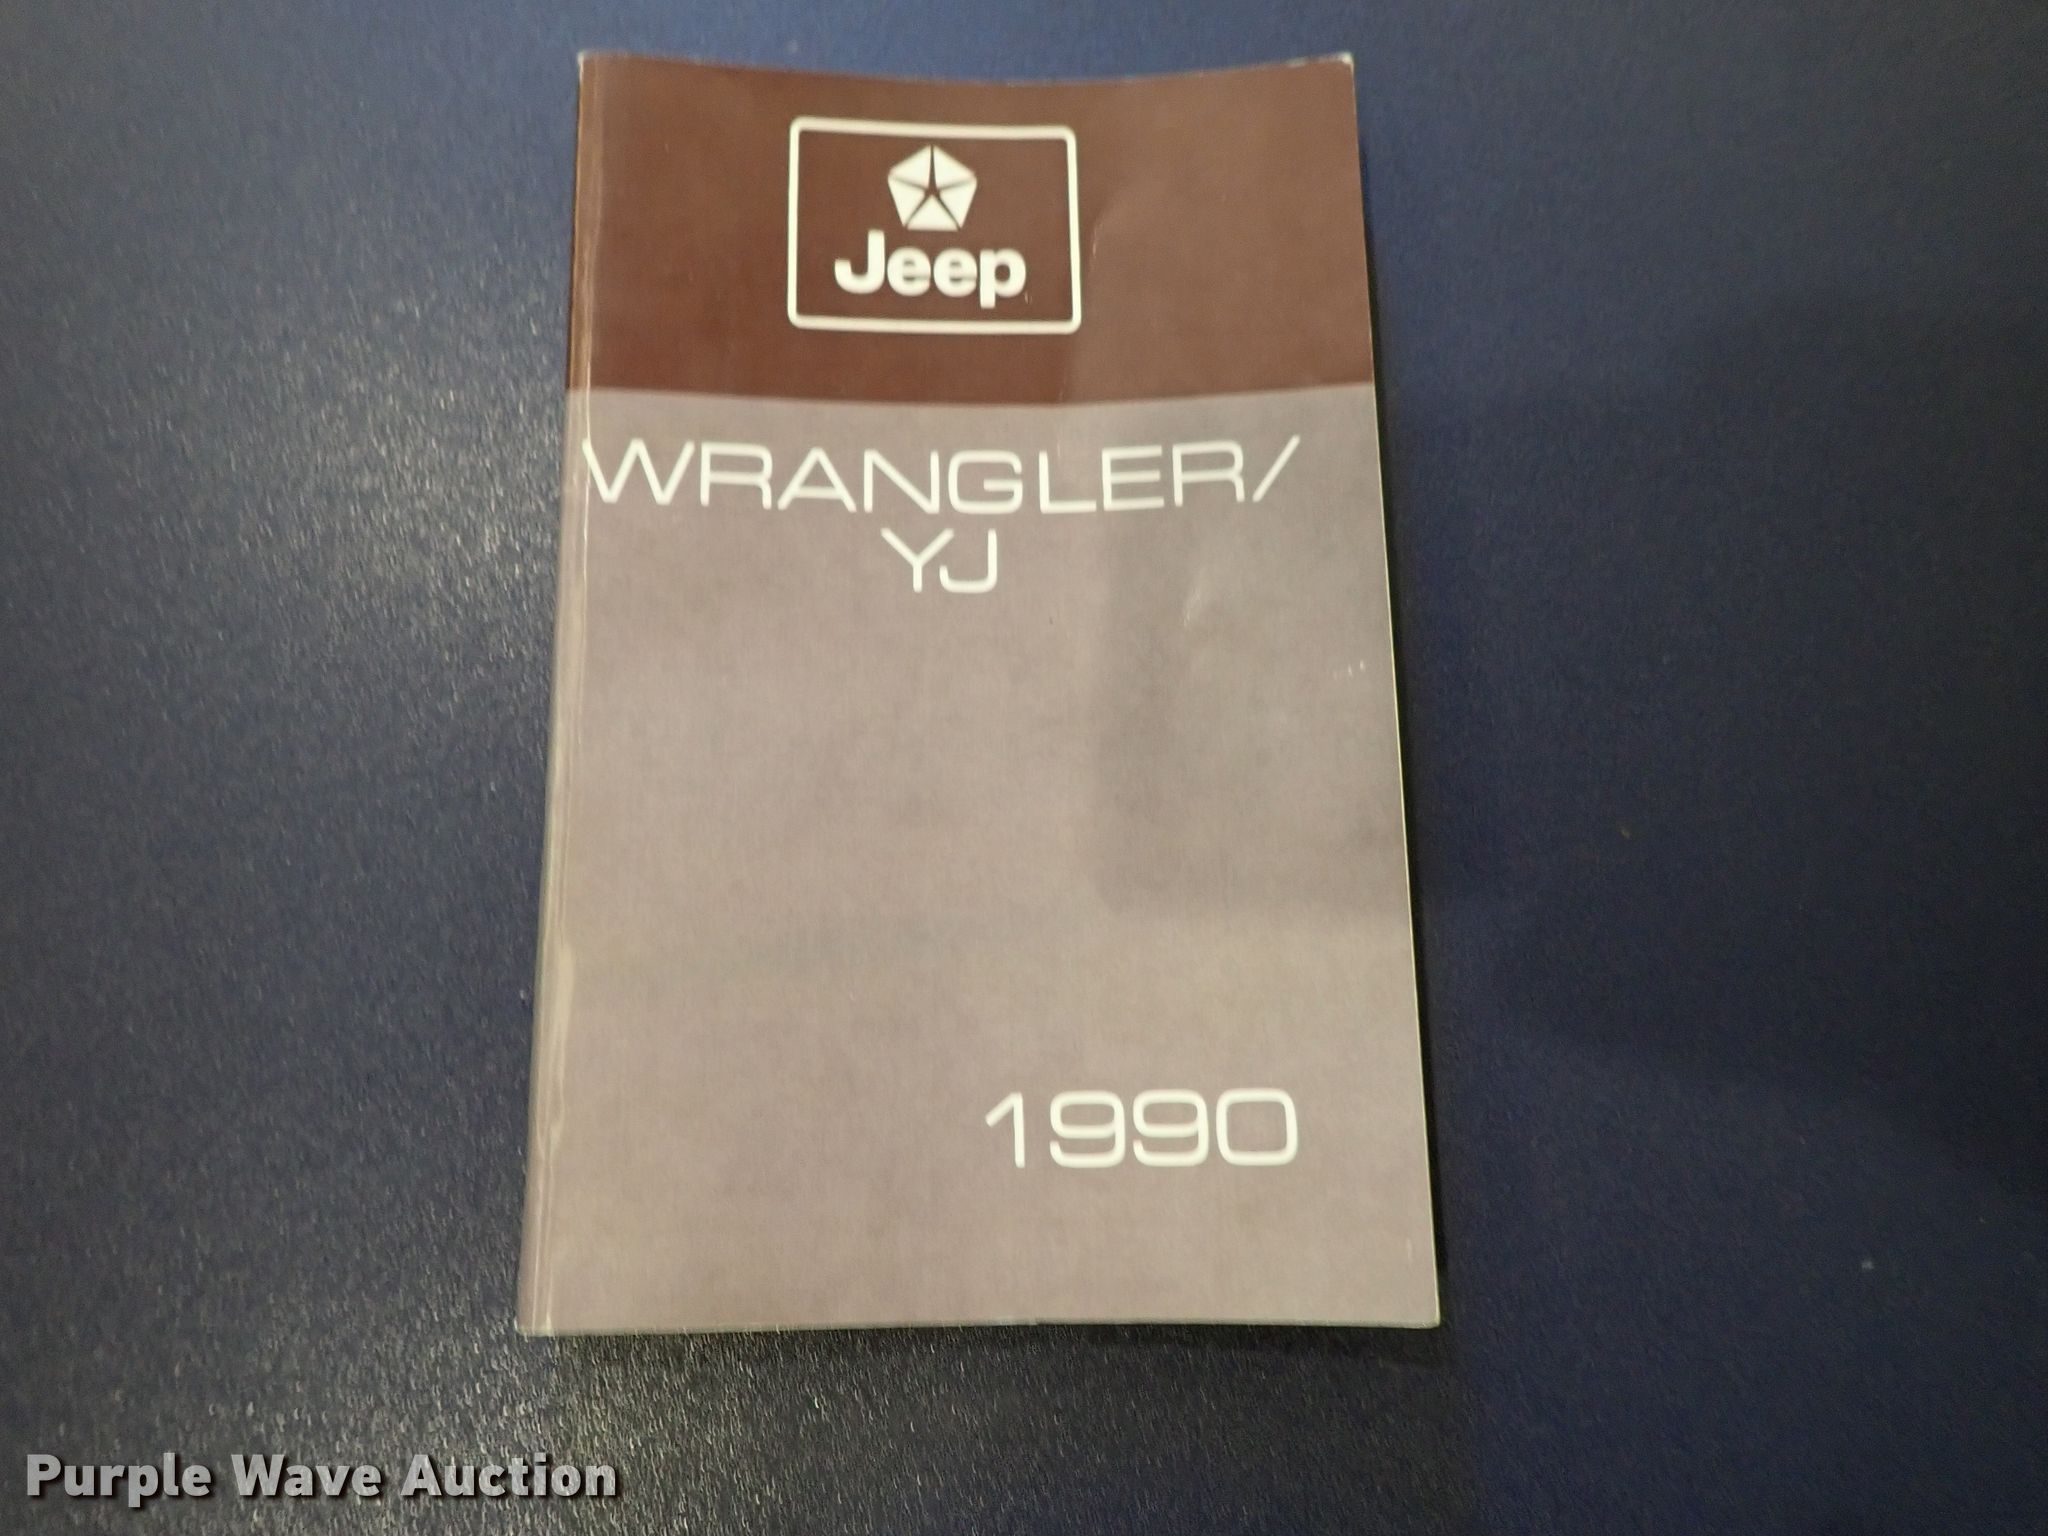 Jeep
WRANGLER/
YJ
1990
Purple Wave Auction